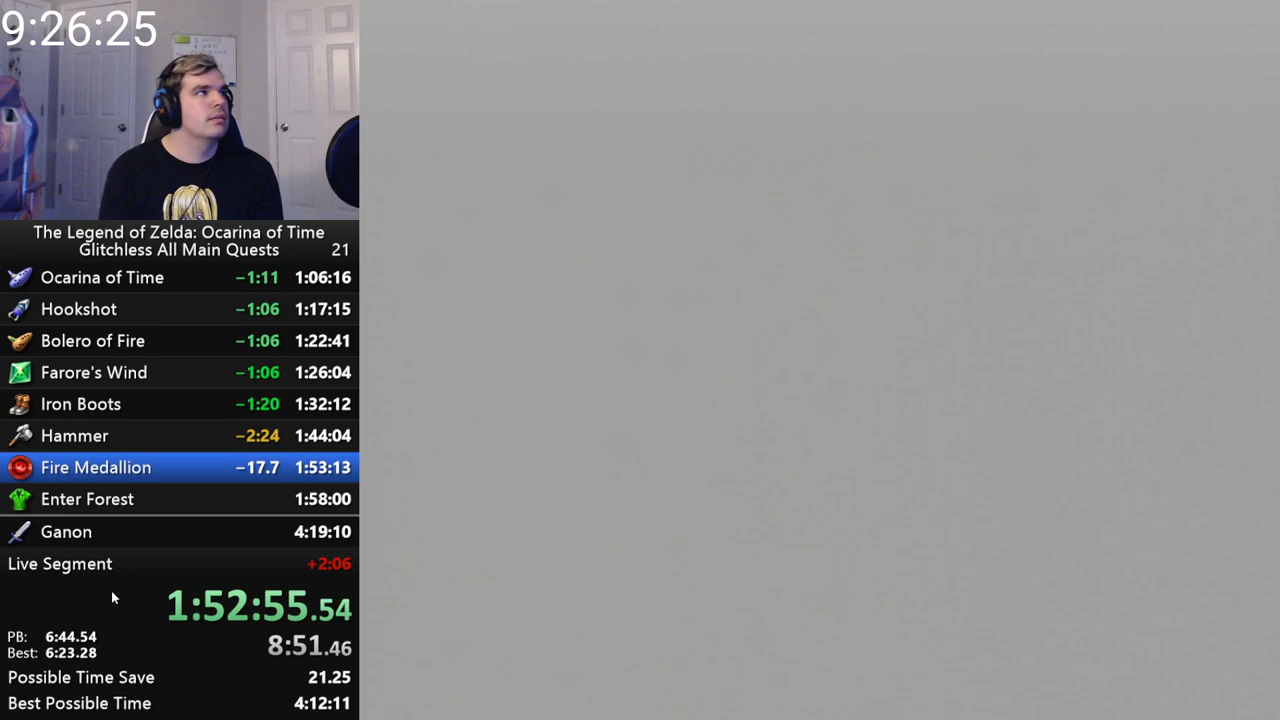 9:26:25
The Legend of Zelda: Ocarina of Time
Glitchless All Main Quests 21
Ocarina of Time −1:11 1:06:16
Hookshot −1:06 1:17:15
Bolero of Fire −1:06 1:22:41
Farore's Wind −1:06 1:26:04
Iron Boots −1:20 1:32:12
Hammer −2:24 1:44:04
Fire Medallion −17.7 1:53:13
Enter Forest 1:58:00
Ganon 4:19:10
Live Segment +2:06
1:52:55.54
PB: 6:44.54 8:51.46
Best: 6:23.28
Possible Time Save 21.25
Best Possible Time 4:12:11